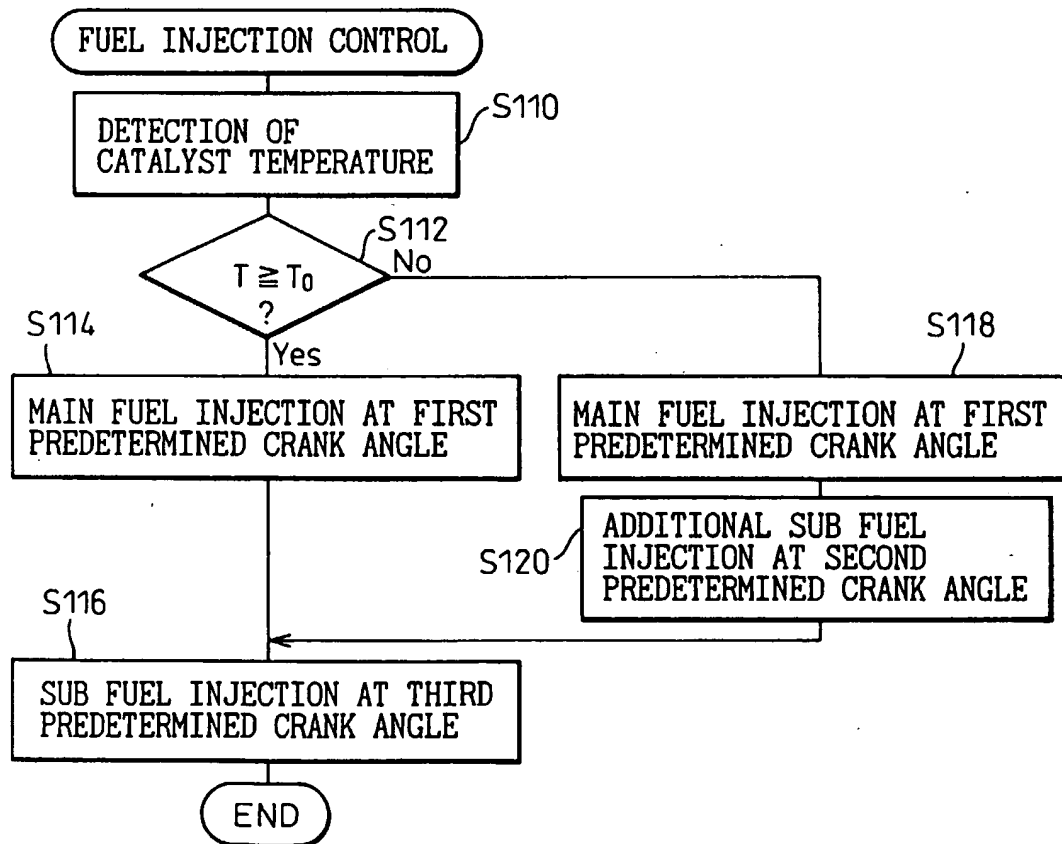 FUEL INJECTION CONTROL
S110
DETECTION OF
CATALYST TEMPERATURE
S112
T ≧ T₀
?
No
Yes
S114
MAIN FUEL INJECTION AT FIRST
PREDETERMINED CRANK ANGLE
S118
MAIN FUEL INJECTION AT FIRST
PREDETERMINED CRANK ANGLE
S120
ADDITIONAL SUB FUEL
INJECTION AT SECOND
PREDETERMINED CRANK ANGLE
S116
SUB FUEL INJECTION AT THIRD
PREDETERMINED CRANK ANGLE
END